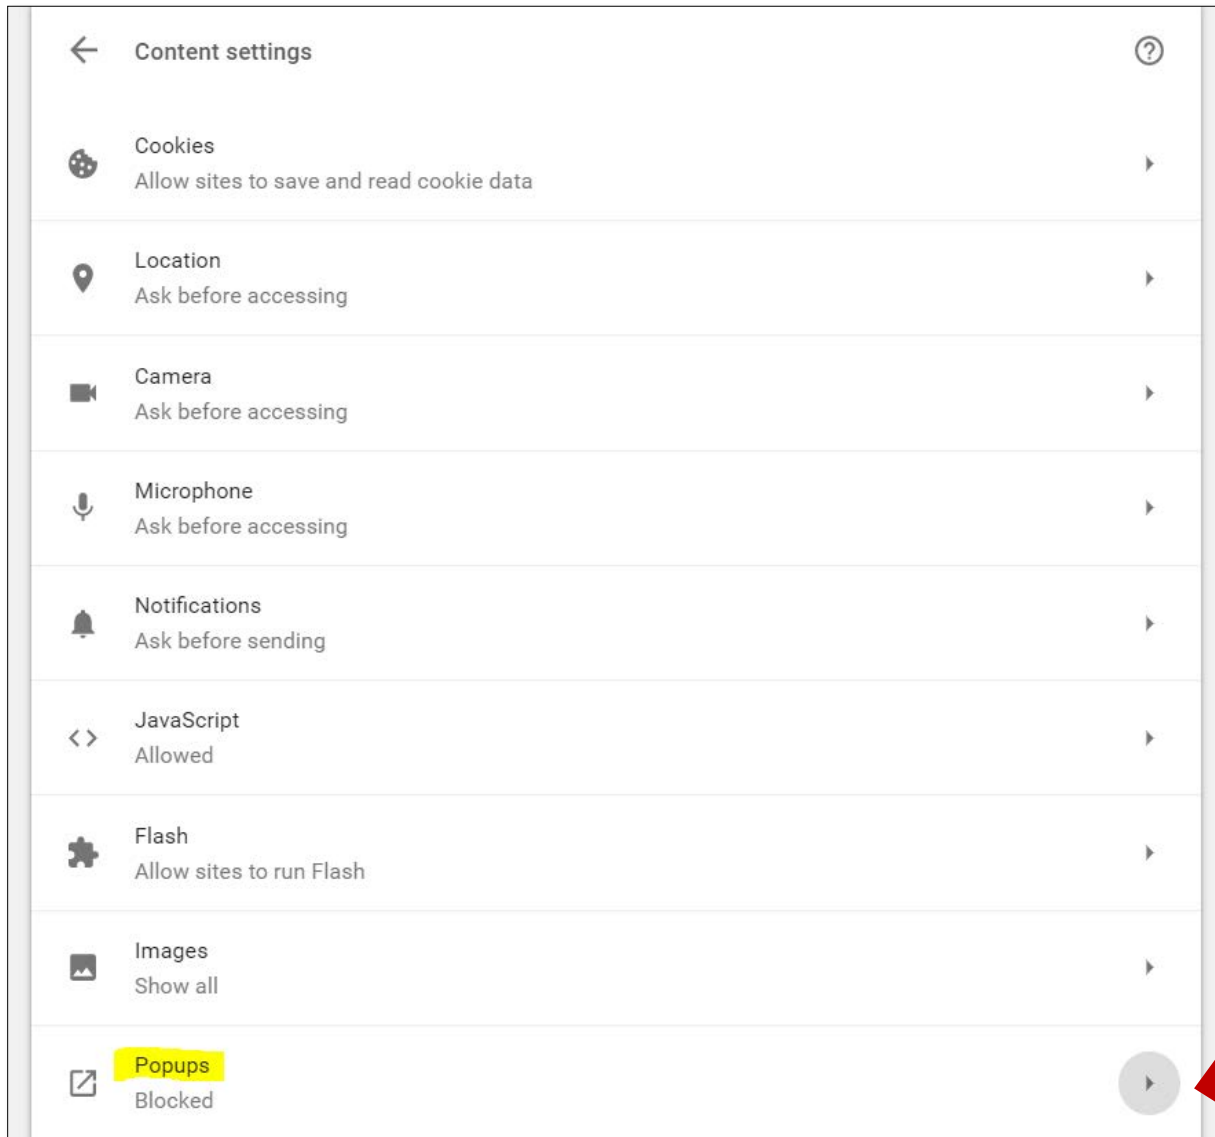 Content settings
Cookies
Allow sites to save and read cookie data
Location
Ask before accessing
Camera
Ask before accessing
Microphone
Ask before accessing
Notifications
Ask before sending
JavaScript
Allowed
Flash
Allow sites to run Flash
Images
Show all
Popups
Blocked